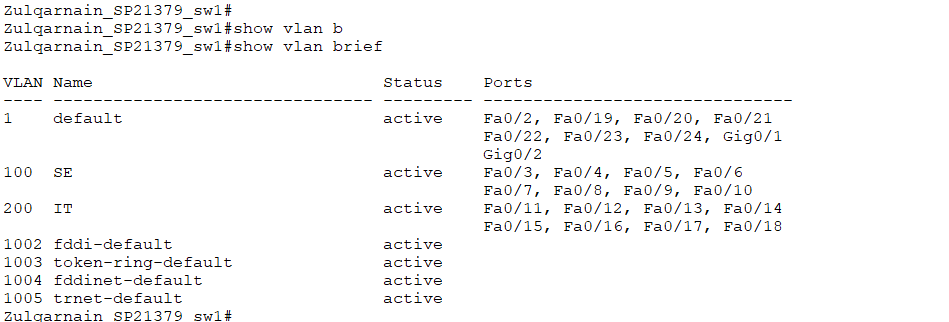 Zulqarnain_SP21379_sw1#
Zulqarnain_SP21379_sw1#show vlan b
Zulqarnain_SP21379_sw1#show vlan brief

VLAN Name                             Status    Ports
---- -------------------------------- --------- -------------------------------
1    default                          active    Fa0/2, Fa0/19, Fa0/20, Fa0/21
                                                Fa0/22, Fa0/23, Fa0/24, Gig0/1
                                                Gig0/2
100  SE                               active    Fa0/3, Fa0/4, Fa0/5, Fa0/6
                                                Fa0/7, Fa0/8, Fa0/9, Fa0/10
200  IT                               active    Fa0/11, Fa0/12, Fa0/13, Fa0/14
                                                Fa0/15, Fa0/16, Fa0/17, Fa0/18
1002 fddi-default                     active
1003 token-ring-default               active
1004 fddinet-default                  active
1005 trnet-default                    active
Zulqarnain_SP21379_sw1#